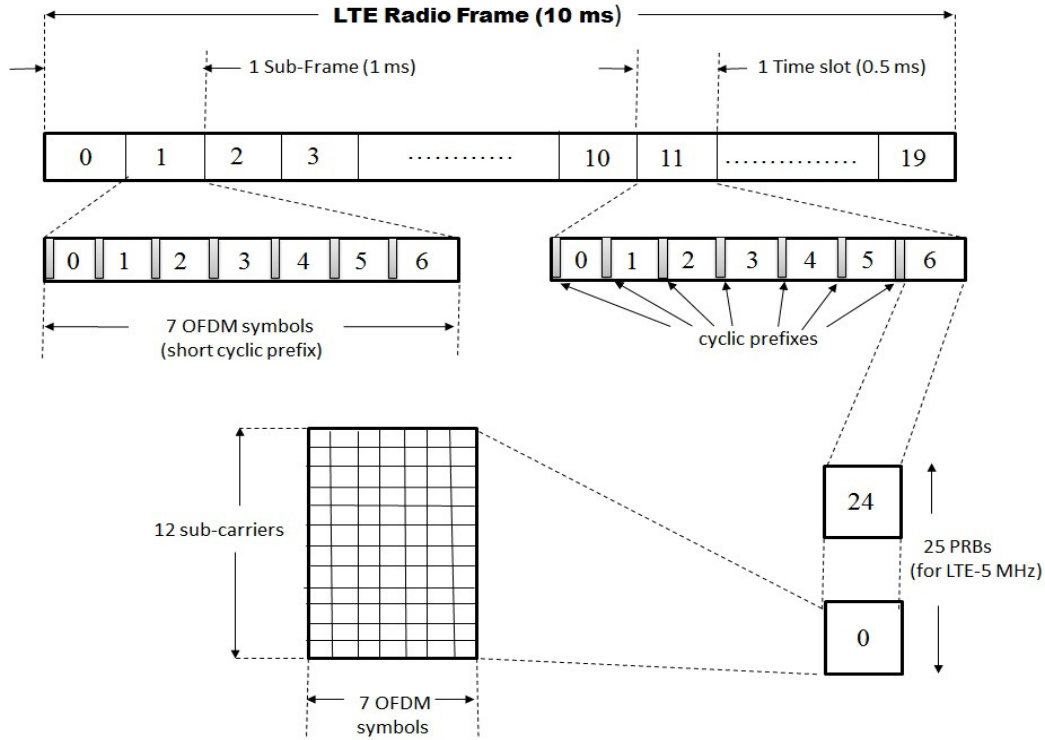 LTE Radio Frame (10 ms)
1 Sub-Frame (1 ms)
1 Time slot (0.5 ms)
0 1 2 3 ............ 10 11 ............... 19
0 1 2 3 4 5 6
0 1 2 3 4 5 6
7 OFDM symbols
(short cyclic prefix)
cyclic prefixes
12 sub-carriers
24
25 PRBs
(for LTE-5 MHz)
0
7 OFDM
symbols